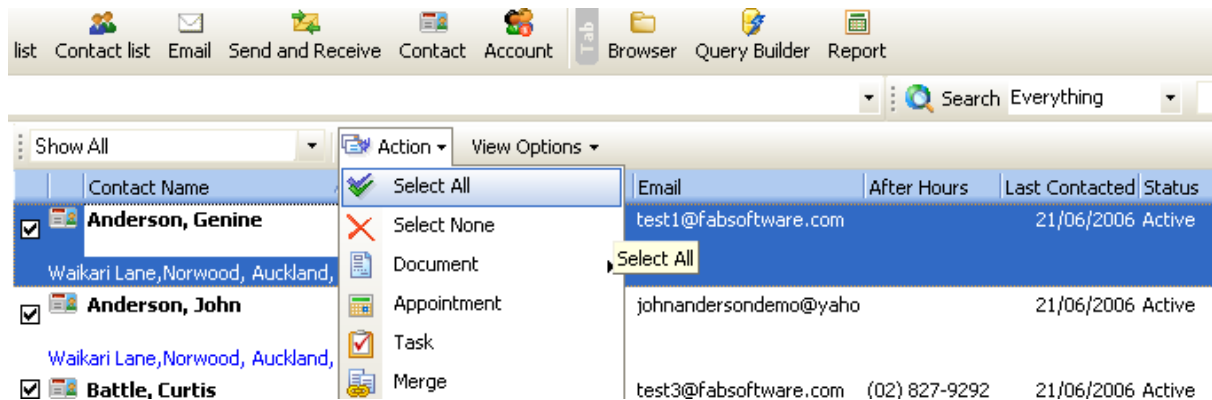 list Contact list Email Send and Receive Contact Account Tab Browser Query Builder Report
Search Everything
Show All Action View Options
Contact Name Select All Email After Hours Last Contacted Status
Anderson, Genine Select None test1@fabsoftware.com 21/06/2006 Active
Document Select All
Waikari Lane,Norwood, Auckland,
Anderson, John Appointment johnandersondemo@yaho 21/06/2006 Active
Task
Waikari Lane,Norwood, Auckland,
Battle, Curtis Merge test3@fabsoftware.com (02) 827-9292 21/06/2006 Active